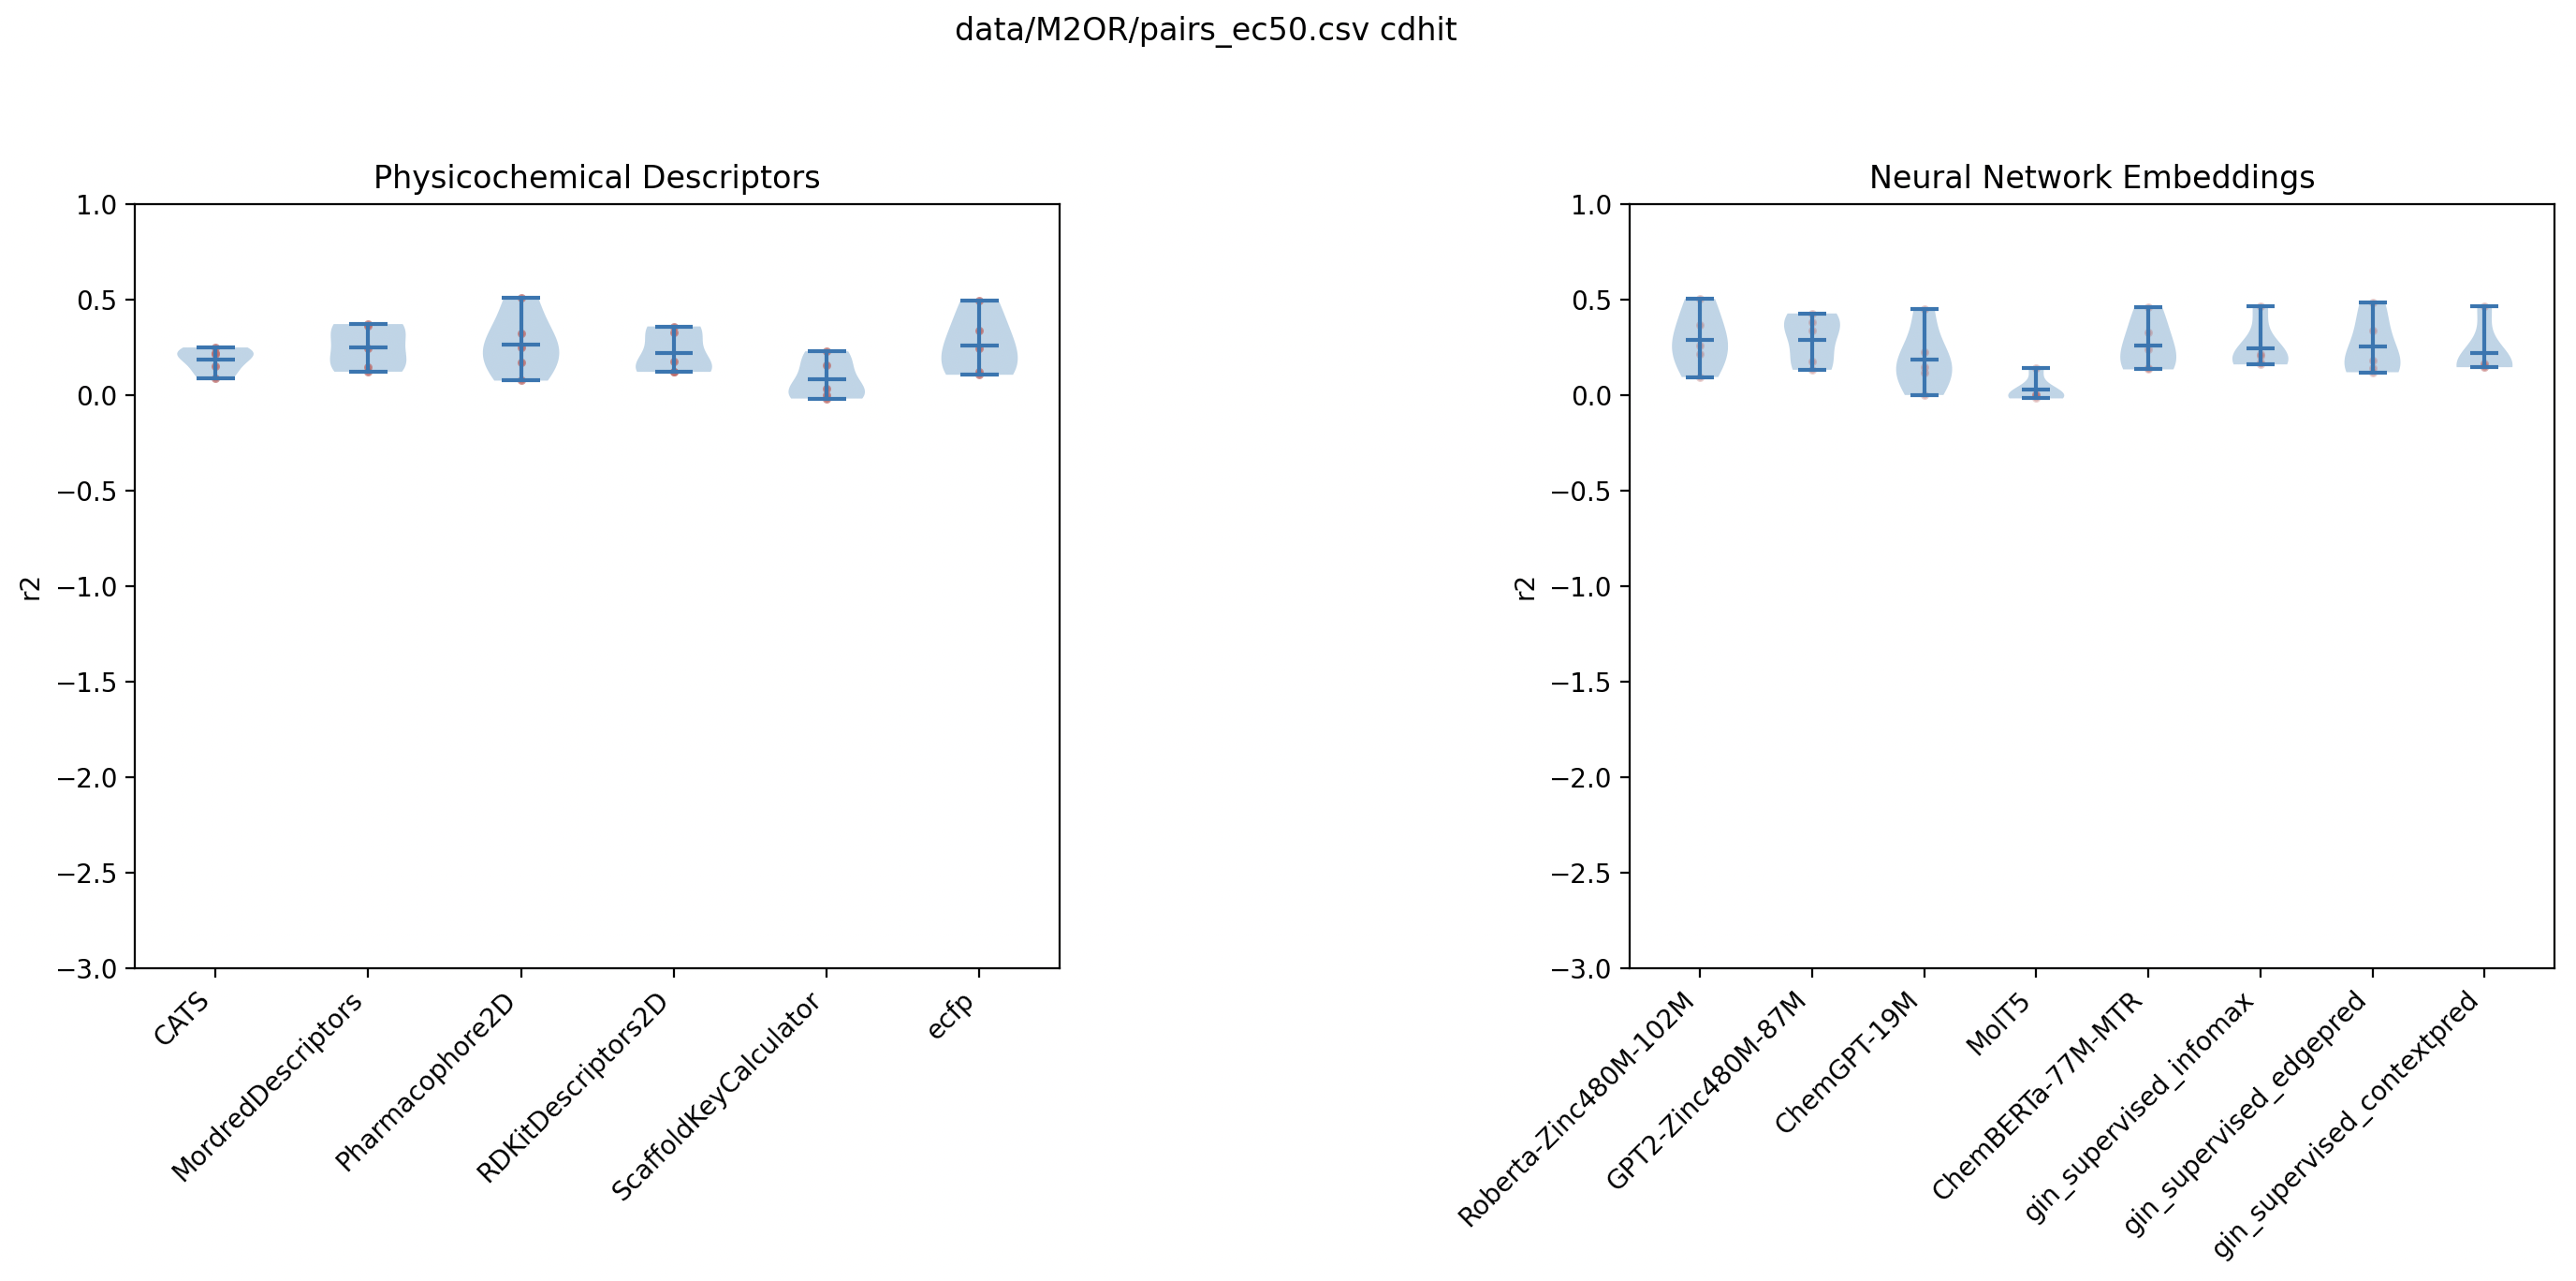 data/M2OR/pairs_ec50.csv cdhit
Physicochemical Descriptors
1.0
0.5
0.0
−0.5
−1.0
−1.5
−2.0
−2.5
−3.0
r2
CATS
MordredDescriptors
Pharmacophore2D
RDKitDescriptors2D
ScaffoldKeyCalculator
ecfp
Neural Network Embeddings
1.0
0.5
0.0
−0.5
−1.0
−1.5
−2.0
−2.5
−3.0
r2
Roberta-Zinc480M-102M
GPT2-Zinc480M-87M
ChemGPT-19M
MolT5
ChemBERTa-77M-MTR
gin_supervised_infomax
gin_supervised_edgepred
gin_supervised_contextpred